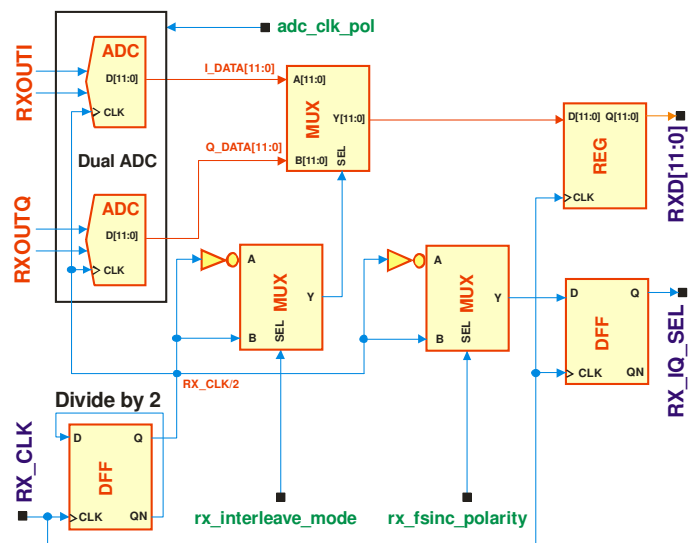 adc_clk_pol
RXOUTI
ADC
D[11:0]
CLK
I_DATA[11:0]
A[11:0]
Y[11:0]
MUX
SEL
B[11:0]
Q_DATA[11:0]
Dual ADC
D[11:0] Q[11:0]
REG
CLK
RXD[11:0]
RXOUTQ
ADC
D[11:0]
CLK
A
B
SEL
MUX
Y
A
B
SEL
MUX
Y
D
Q
DFF
CLK
QN
RX_IQ_SEL
RX_CLK/2
Divide by 2
RX_CLK
D
Q
DFF
CLK
QN
rx_interleave_mode
rx_fsinc_polarity